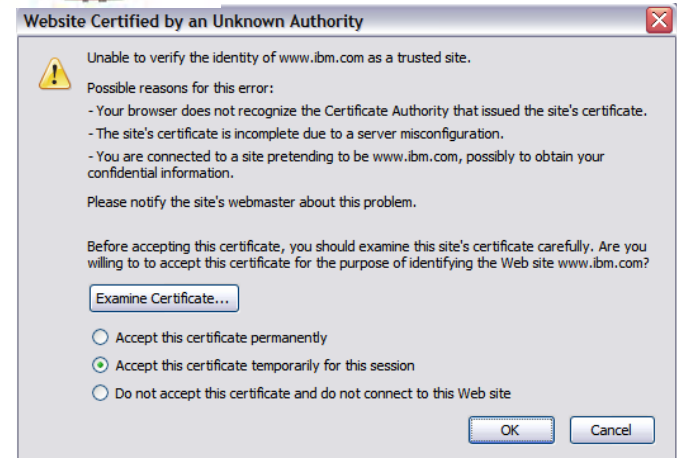 Website Certified by an Unknown Authority
Unable to verify the identity of www.ibm.com as a trusted site.
Possible reasons for this error:
- Your browser does not recognize the Certificate Authority that issued the site's certificate.
- The site's certificate is incomplete due to a server misconfiguration.
- You are connected to a site pretending to be www.ibm.com, possibly to obtain your
confidential information.
Please notify the site's webmaster about this problem.
Before accepting this certificate, you should examine this site's certificate carefully. Are you
willing to to accept this certificate for the purpose of identifying the Web site www.ibm.com?
Examine Certificate...
Accept this certificate permanently
Accept this certificate temporarily for this session
Do not accept this certificate and do not connect to this Web site
OK Cancel